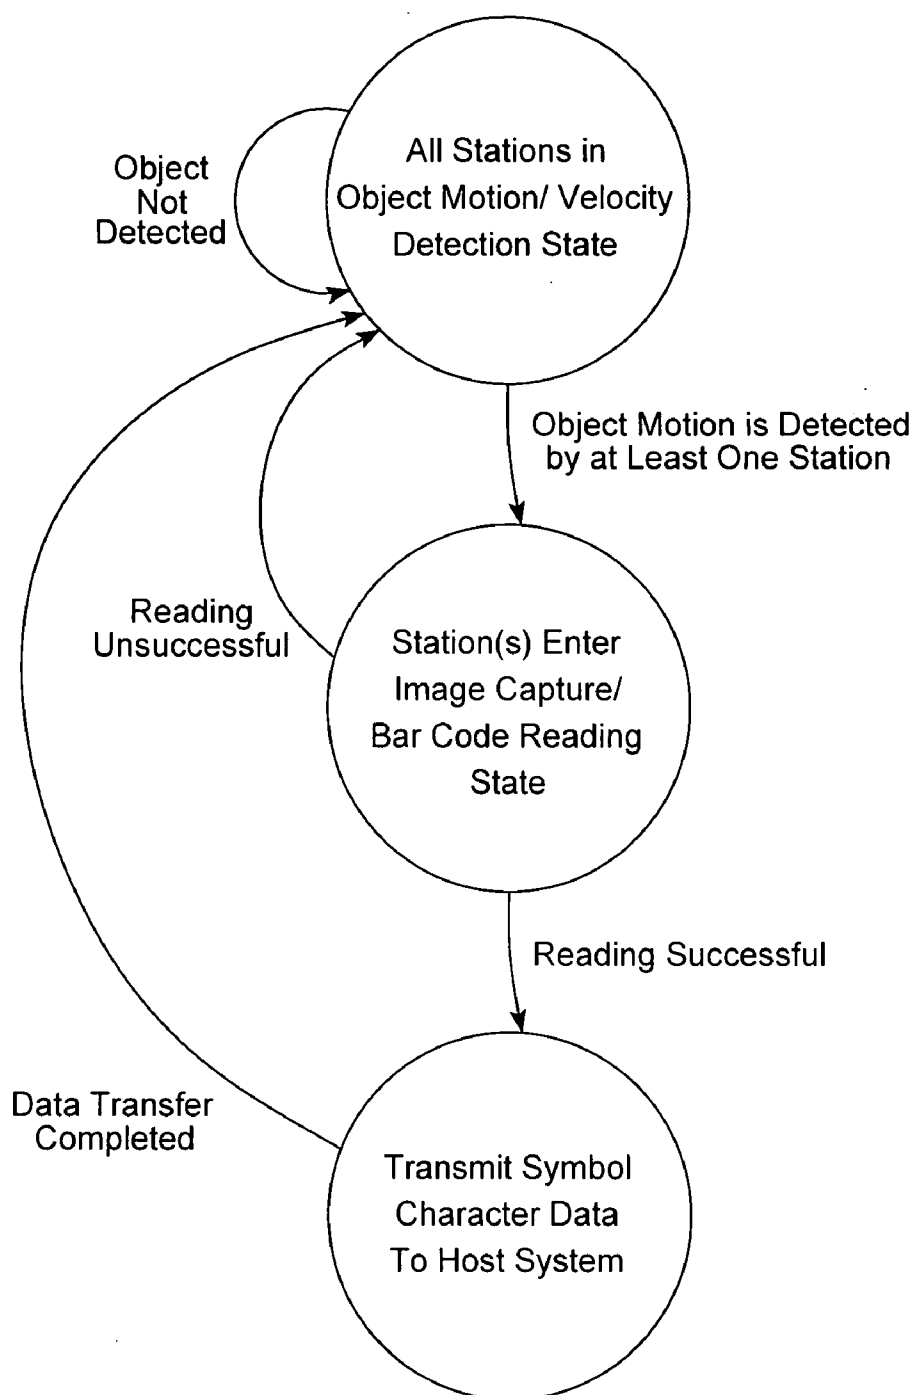 All Stations in
Object Motion/ Velocity
Detection State
Object
Not
Detected
Object Motion is Detected
by at Least One Station
Reading
Unsuccessful
Station(s) Enter
Image Capture/
Bar Code Reading
State
Reading Successful
Data Transfer
Completed
Transmit Symbol
Character Data
To Host System